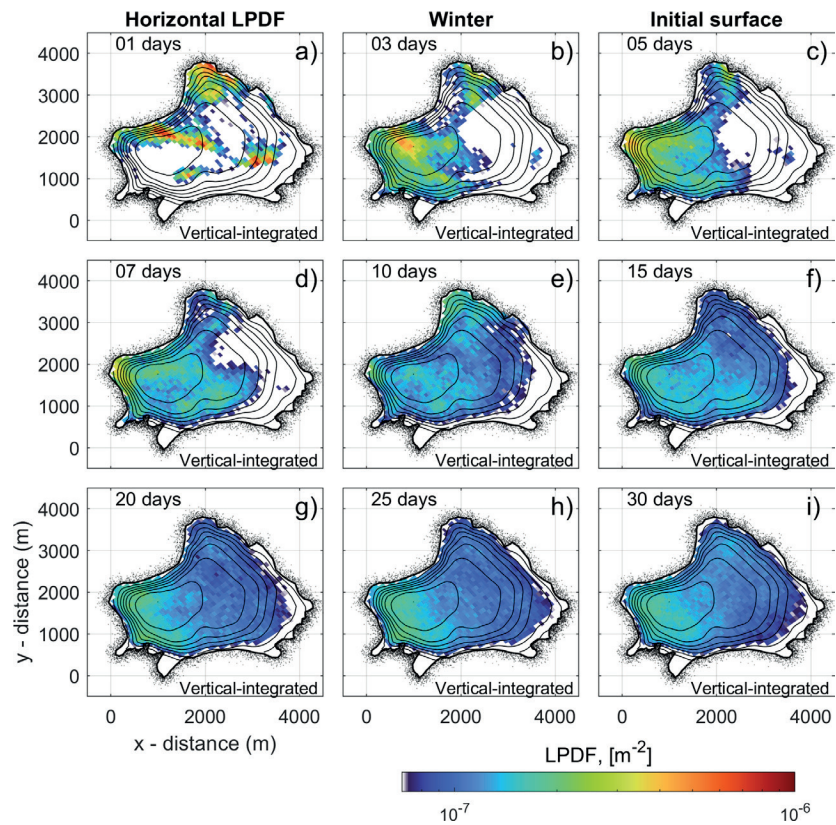 Horizontal LPDF Winter Initial surface
01 days a) 03 days b) 05 days c)
4000
3000
2000
1000
0
Vertical-integrated Vertical-integrated Vertical-integrated
07 days d) 10 days e) 15 days f)
4000
3000
2000
1000
0
Vertical-integrated Vertical-integrated Vertical-integrated
20 days g) 25 days h) 30 days i)
4000
3000
2000
1000
0
y - distance (m)
Vertical-integrated Vertical-integrated Vertical-integrated
0 2000 4000 0 2000 4000 0 2000 4000
x - distance (m)
LPDF, [m⁻²]
10⁻⁷ 10⁻⁶